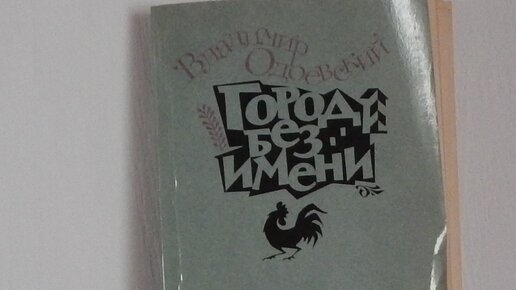 Владимир
Одоевский
Город
без
имени